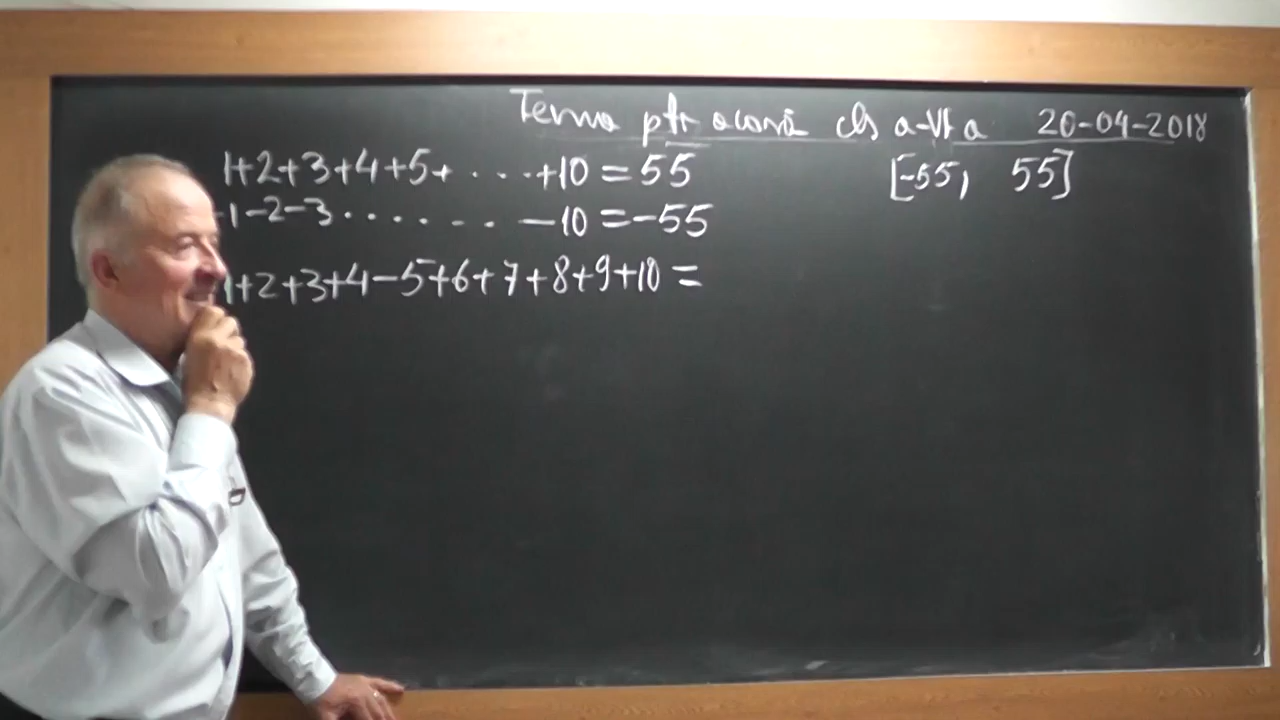 Tema ptr acasă cls a-VI a 20-04-2018
1+2+3+4+5+ . . . . +10 = 55 [-55, 55]
-1-2-3 . . . . . . . -10 = -55
1+2+3+4-5+6+7+8+9+10 =